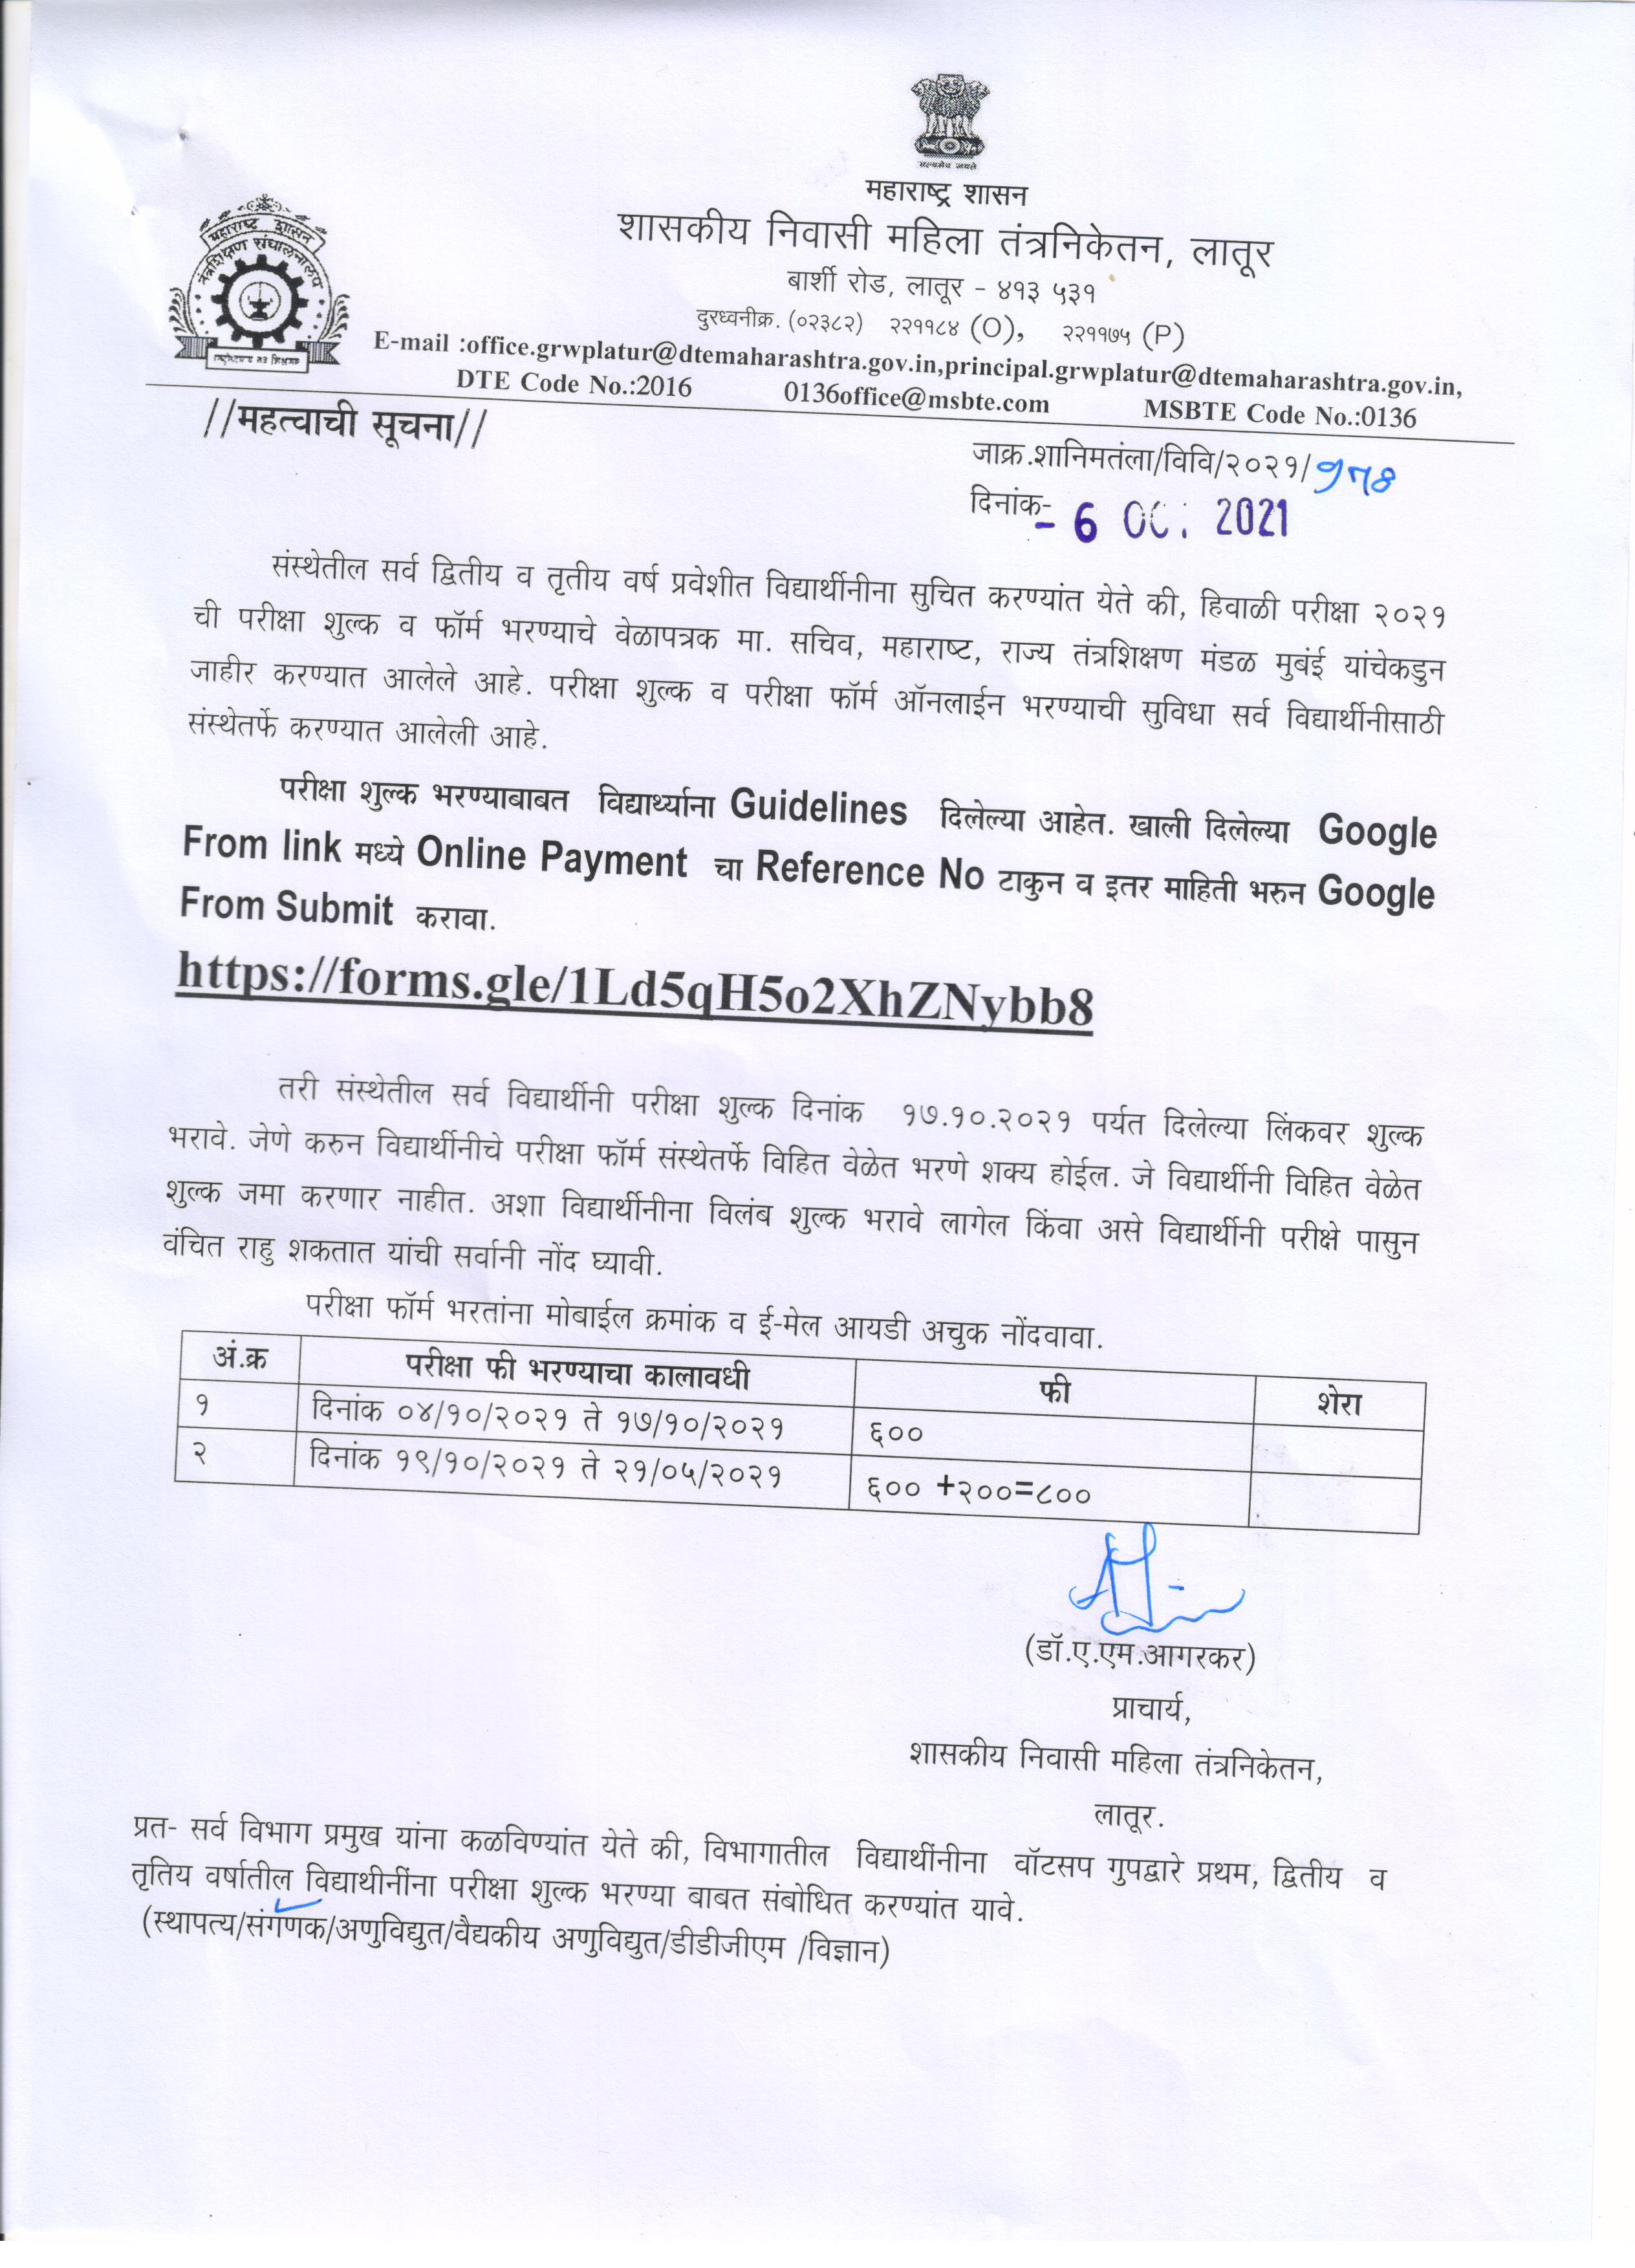 सत्यमेव जयते
महाराष्ट्र शासन
शासकीय निवासी महिला तंत्रनिकेतन, लातूर
बार्शी रोड, लातूर - ४१३ ५३१
दुरध्वनीक्र. (०२३८२) २२११८४ (O), २२११७५ (P)
महाराष्ट्र शासन
तंत्रशिक्षण संचालनालय
E-mail :office.grwplatur@dtemaharashtra.gov.in,principal.grwplatur@dtemaharashtra.gov.in,
DTE Code No.:2016 0136office@msbte.com MSBTE Code No.:0136
//महत्वाची सूचना//
जाक्र.शानिमतंला/विवि/२०२१/
दिनांक- - 6 OC. 2021
संस्थेतील सर्व द्वितीय व तृतीय वर्ष प्रवेशीत विद्यार्थीनीना सुचित करण्यांत येते की, हिवाळी परीक्षा २०२१
ची परीक्षा शुल्क व फॉर्म भरण्याचे वेळापत्रक मा. सचिव, महाराष्ट, राज्य तंत्रशिक्षण मंडळ मुबंई यांचेकडुन
जाहीर करण्यात आलेले आहे. परीक्षा शुल्क व परीक्षा फॉर्म ऑनलाईन भरण्याची सुविधा सर्व विद्यार्थीनीसाठी
संस्थेतर्फे करण्यात आलेली आहे.
परीक्षा शुल्क भरण्याबाबत विद्यार्थ्यांना Guidelines दिलेल्या आहेत. खाली दिलेल्या Google
From link मध्ये Online Payment चा Reference No टाकुन व इतर माहिती भरुन Google
From Submit करावा.
https://forms.gle/1Ld5qH5o2XhZNybb8
तरी संस्थेतील सर्व विद्यार्थीनी परीक्षा शुल्क दिनांक १७.१०.२०२१ पर्यत दिलेल्या लिंकवर शुल्क
भरावे. जेणे करुन विद्यार्थीनीचे परीक्षा फॉर्म संस्थेतर्फे विहित वेळेत भरणे शक्य होईल. जे विद्यार्थीनी विहित वेळेत
शुल्क जमा करणार नाहीत. अशा विद्यार्थीनीना विलंब शुल्क भरावे लागेल किंवा असे विद्यार्थीनी परीक्षे पासुन
वंचित राहु शकतात यांची सर्वानी नोंद घ्यावी.
परीक्षा फॉर्म भरतांना मोबाईल क्रमांक व ई-मेल आयडी अचुक नोंदवावा.
अं.क्र परीक्षा फी भरण्याचा कालावधी फी शेरा
१ दिनांक ०४/१०/२०२१ ते १७/१०/२०२१ ६००
२ दिनांक १९/१०/२०२१ ते २१/०५/२०२१ ६०० +२००=८००
(डॉ.ए.एम.आगरकर)
प्राचार्य,
शासकीय निवासी महिला तंत्रनिकेतन,
लातूर.
प्रत- सर्व विभाग प्रमुख यांना कळविण्यांत येते की, विभागातील विद्यार्थीनीना वॉटसप गुपद्वारे प्रथम, द्वितीय व
तृतिय वर्षातील विद्याथीनींना परीक्षा शुल्क भरण्या बाबत संबोधित करण्यांत यावे.
(स्थापत्य/संगणक/अणुविद्युत/वैद्यकीय अणुविद्युत/डीडीजीएम /विज्ञान)